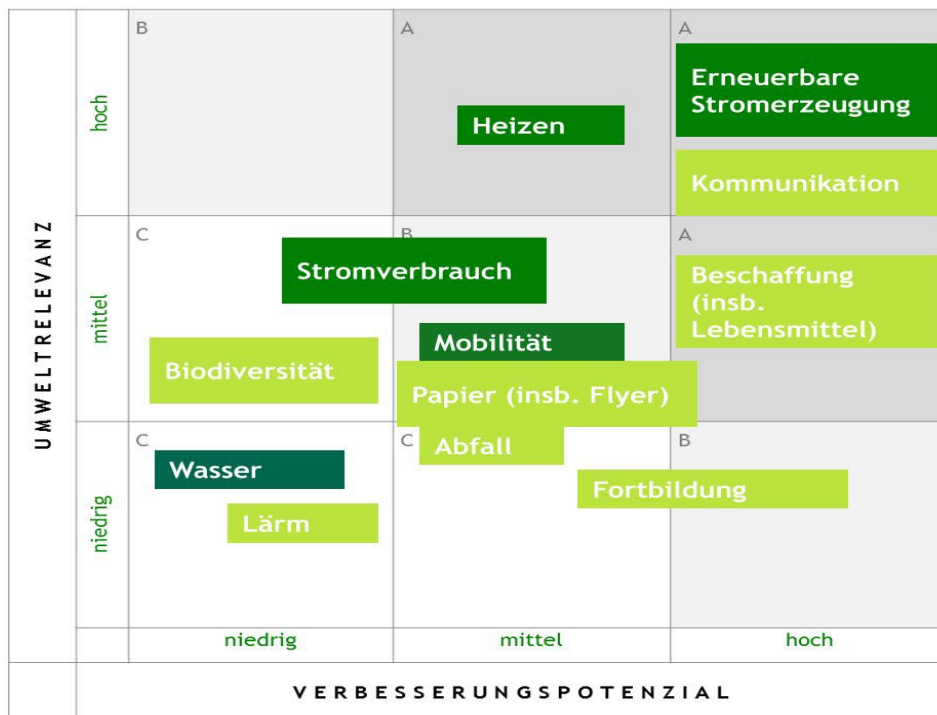 UMWELTRELEVANZ
hoch
B
A
A
Erneuerbare
Stromerzeugung
Heizen
Kommunikation
mittel
C
B
A
Stromverbrauch
Beschaffung
(insb.
Lebensmittel)
Mobilität
Biodiversität
Papier (insb. Flyer)
niedrig
C
C
B
Abfall
Wasser
Fortbildung
Lärm
niedrig
mittel
hoch
VERBESSERUNGSPOTENZIAL